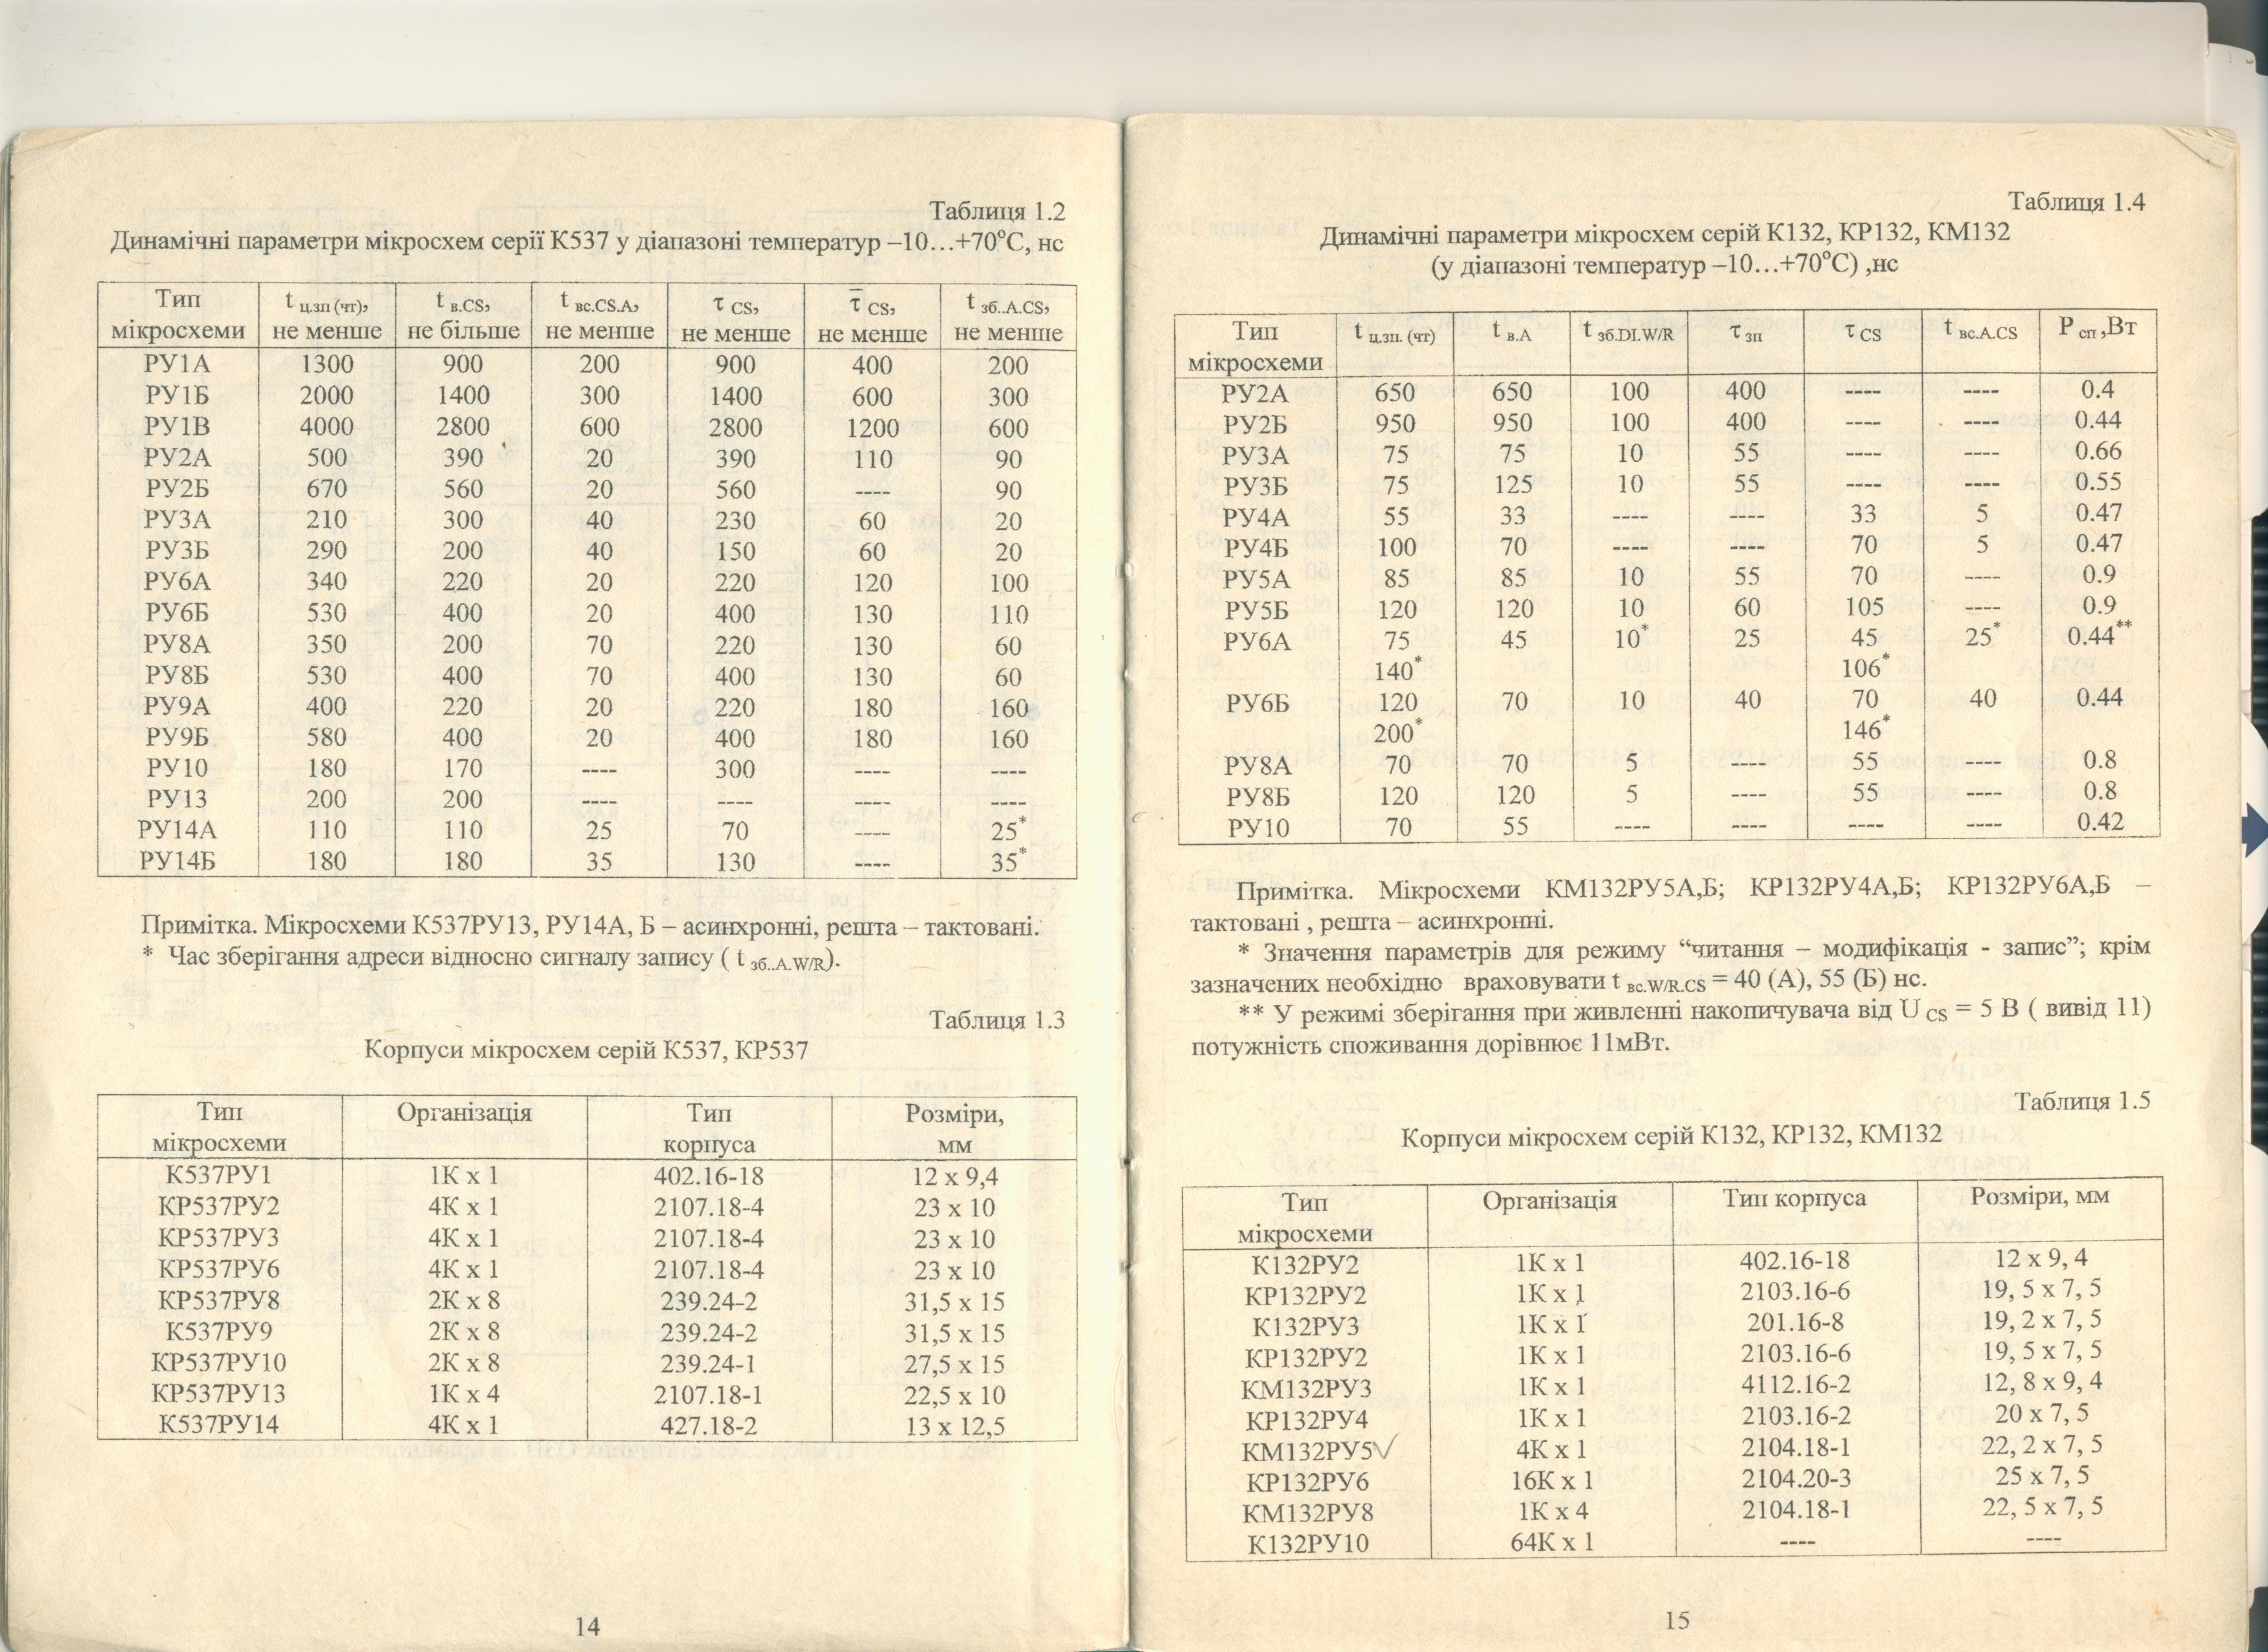 Таблиця 1.2
Динамічні параметри мікросхем серії К537 у діапазоні температур –10…+70°С, нс
Тип мікросхеми | t ц.зп (чт), не менше | t в.CS, не більше | t вс.CS.A, не менше | τ CS, не менше | τ̅ CS, не менше | t зб..A.CS, не менше
РУ1А 1300 900 200 900 400 200
РУ1Б 2000 1400 300 1400 600 300
РУ1В 4000 2800 600 2800 1200 600
РУ2А 500 390 20 390 110 90
РУ2Б 670 560 20 560 ---- 90
РУ3А 210 300 40 230 60 20
РУ3Б 290 200 40 150 60 20
РУ6А 340 220 20 220 120 100
РУ6Б 530 400 20 400 130 110
РУ8А 350 200 70 220 130 60
РУ8Б 530 400 70 400 130 60
РУ9А 400 220 20 220 180 160
РУ9Б 580 400 20 400 180 160
РУ10 180 170 ---- 300 ---- ----
РУ13 200 200 ---- ---- ---- ----
РУ14А 110 110 25 70 ---- 25*
РУ14Б 180 180 35 130 ---- 35*
Примітка. Мікросхеми К537РУ13, РУ14А, Б – асинхронні, решта – тактовані.
* Час зберігання адреси відносно сигналу запису ( t зб..A.W/R).
Таблиця 1.3
Корпуси мікросхем серій К537, КР537
Тип мікросхеми | Організація | Тип корпуса | Розміри, мм
К537РУ1 1К х 1 402.16-18 12 х 9,4
КР537РУ2 4К х 1 2107.18-4 23 х 10
КР537РУ3 4К х 1 2107.18-4 23 х 10
КР537РУ6 4К х 1 2107.18-4 23 х 10
КР537РУ8 2К х 8 239.24-2 31,5 х 15
К537РУ9 2К х 8 239.24-2 31,5 х 15
КР537РУ10 2К х 8 239.24-1 27,5 х 15
КР537РУ13 1К х 4 2107.18-1 22,5 х 10
К537РУ14 4К х 1 427.18-2 13 х 12,5
14
Таблиця 1.4
Динамічні параметри мікросхем серій К132, КР132, КМ132
(у діапазоні температур –10…+70°С) ,нс
Тип мікросхеми | t ц.зп. (чт) | t в.A | t зб.DI.W/R | τ зп | τ CS | t вс.A.CS | P сп ,Вт
РУ2А 650 650 100 400 ---- ---- 0.4
РУ2Б 950 950 100 400 ---- ---- 0.44
РУ3А 75 75 10 55 ---- ---- 0.66
РУ3Б 75 125 10 55 ---- ---- 0.55
РУ4А 55 33 ---- ---- 33 5 0.47
РУ4Б 100 70 ---- ---- 70 5 0.47
РУ5А 85 85 10 55 70 ---- 0.9
РУ5Б 120 120 10 60 105 ---- 0.9
РУ6А 75 45 10* 25 45 25* 0.44**
140* 106*
РУ6Б 120 70 10 40 70 40 0.44
200* 146*
РУ8А 70 70 5 ---- 55 ---- 0.8
РУ8Б 120 120 5 ---- 55 ---- 0.8
РУ10 70 55 ---- ---- ---- ---- 0.42
Примітка. Мікросхеми КМ132РУ5А,Б; КР132РУ4А,Б; КР132РУ6А,Б –
тактовані , решта – асинхронні.
* Значення параметрів для режиму “читання – модифікація - запис”; крім
зазначених необхідно враховувати t вс.W/R.CS = 40 (А), 55 (Б) нс.
** У режимі зберігання при живленні накопичувача від U CS = 5 В ( вивід 11)
потужність споживання дорівнює 11мВт.
Таблиця 1.5
Корпуси мікросхем серій К132, КР132, КМ132
Тип мікросхеми | Організація | Тип корпуса | Розміри, мм
К132РУ2 1К х 1 402.16-18 12 х 9, 4
КР132РУ2 1К х 1 2103.16-6 19, 5 х 7, 5
К132РУ3 1К х 1 201.16-8 19, 2 х 7, 5
КР132РУ2 1К х 1 2103.16-6 19, 5 х 7, 5
КМ132РУ3 1К х 1 4112.16-2 12, 8 х 9, 4
КР132РУ4 1К х 1 2103.16-2 20 х 7, 5
КМ132РУ5 4К х 1 2104.18-1 22, 2 х 7, 5
КР132РУ6 16К х 1 2104.20-3 25 х 7, 5
КМ132РУ8 1К х 4 2104.18-1 22, 5 х 7, 5
К132РУ10 64К х 1 ---- ----
15